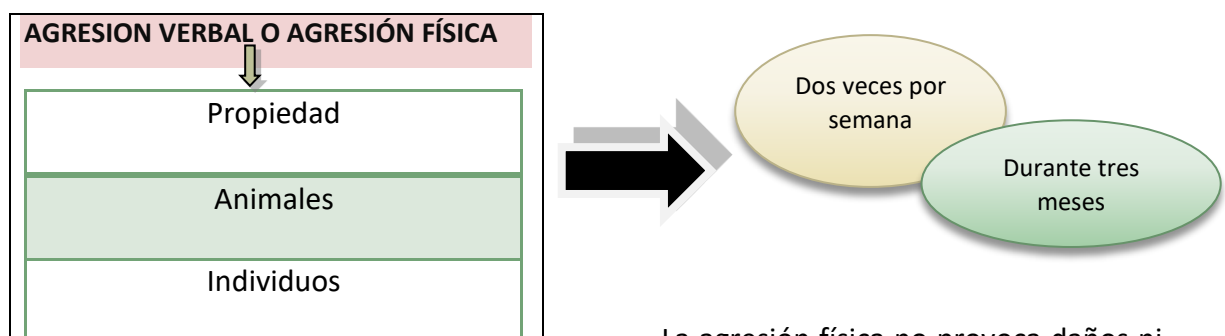 AGRESION VERBAL O AGRESIÓN FÍSICA
Propiedad
Animales
Individuos
Dos veces por
semana
Durante tres
meses
La agresión física no provoca daños ni